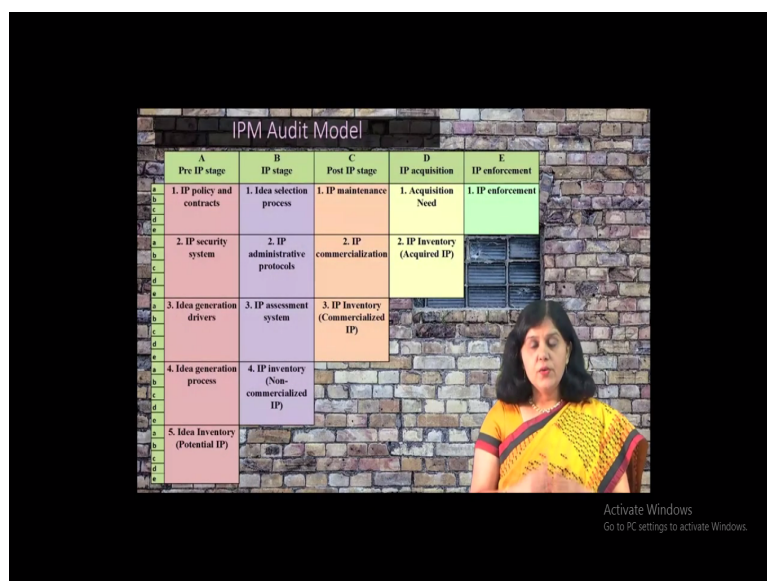 IPM Audit Model
A B C D E
Pre IP stage IP stage Post IP stage IP acquisition IP enforcement
a
b
c
d
e
1. IP policy and
contracts
1. Idea selection
process
1. IP maintenance
1. Acquisition
Need
1. IP enforcement
a
b
c
d
e
2. IP security
system
2. IP
administrative
protocols
2. IP
commercialization
2. IP Inventory
(Acquired IP)
a
b
c
d
e
3. Idea generation
drivers
3. IP assessment
system
3. IP Inventory
(Commercialized
IP)
a
b
c
d
e
4. Idea generation
process
4. IP inventory
(Non-
commercialized
IP)
a
b
c
d
e
5. Idea Inventory
(Potential IP)
Activate Windows
Go to PC settings to activate Windows.